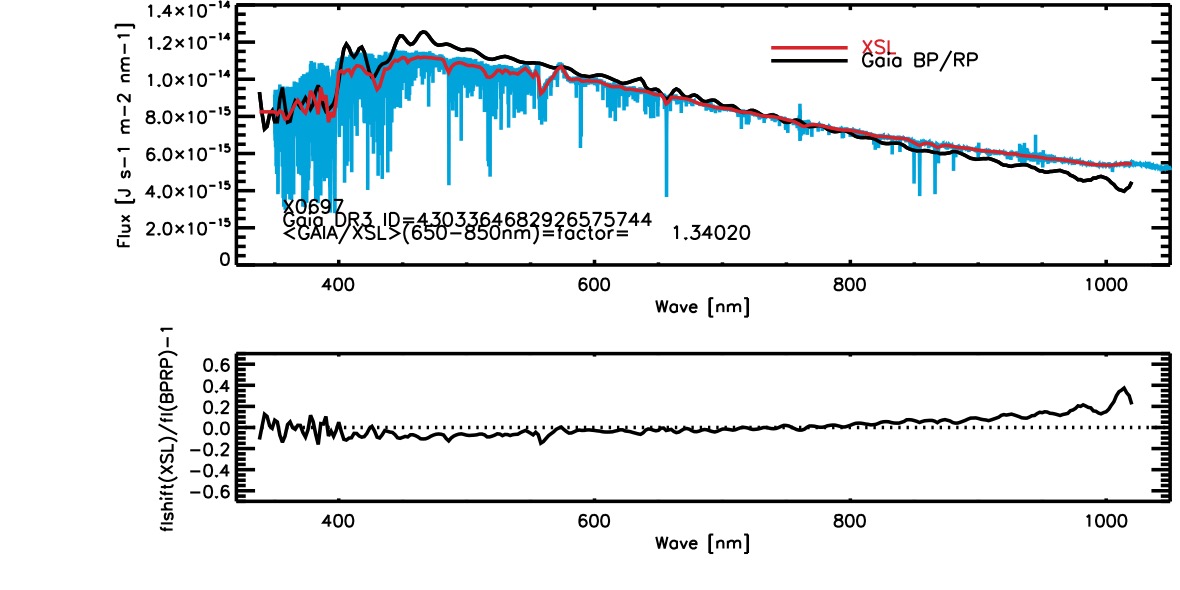 1.4×10−14
1.2×10−14
1.0×10−14
8.0×10−15
6.0×10−15
4.0×10−15
2.0×10−15
0
Flux [J s−1 m−2 nm−1]
XSL
Gaia BP/RP
X0697
Gaia DR3 ID=4303364682926575744
<GAIA/XSL>(650−850nm)=factor= 1.34020
400 600 800 1000
Wave [nm]
0.6
0.4
0.2
0.0
−0.2
−0.4
−0.6
flshift(XSL)/fl(BPRP)−1
400 600 800 1000
Wave [nm]